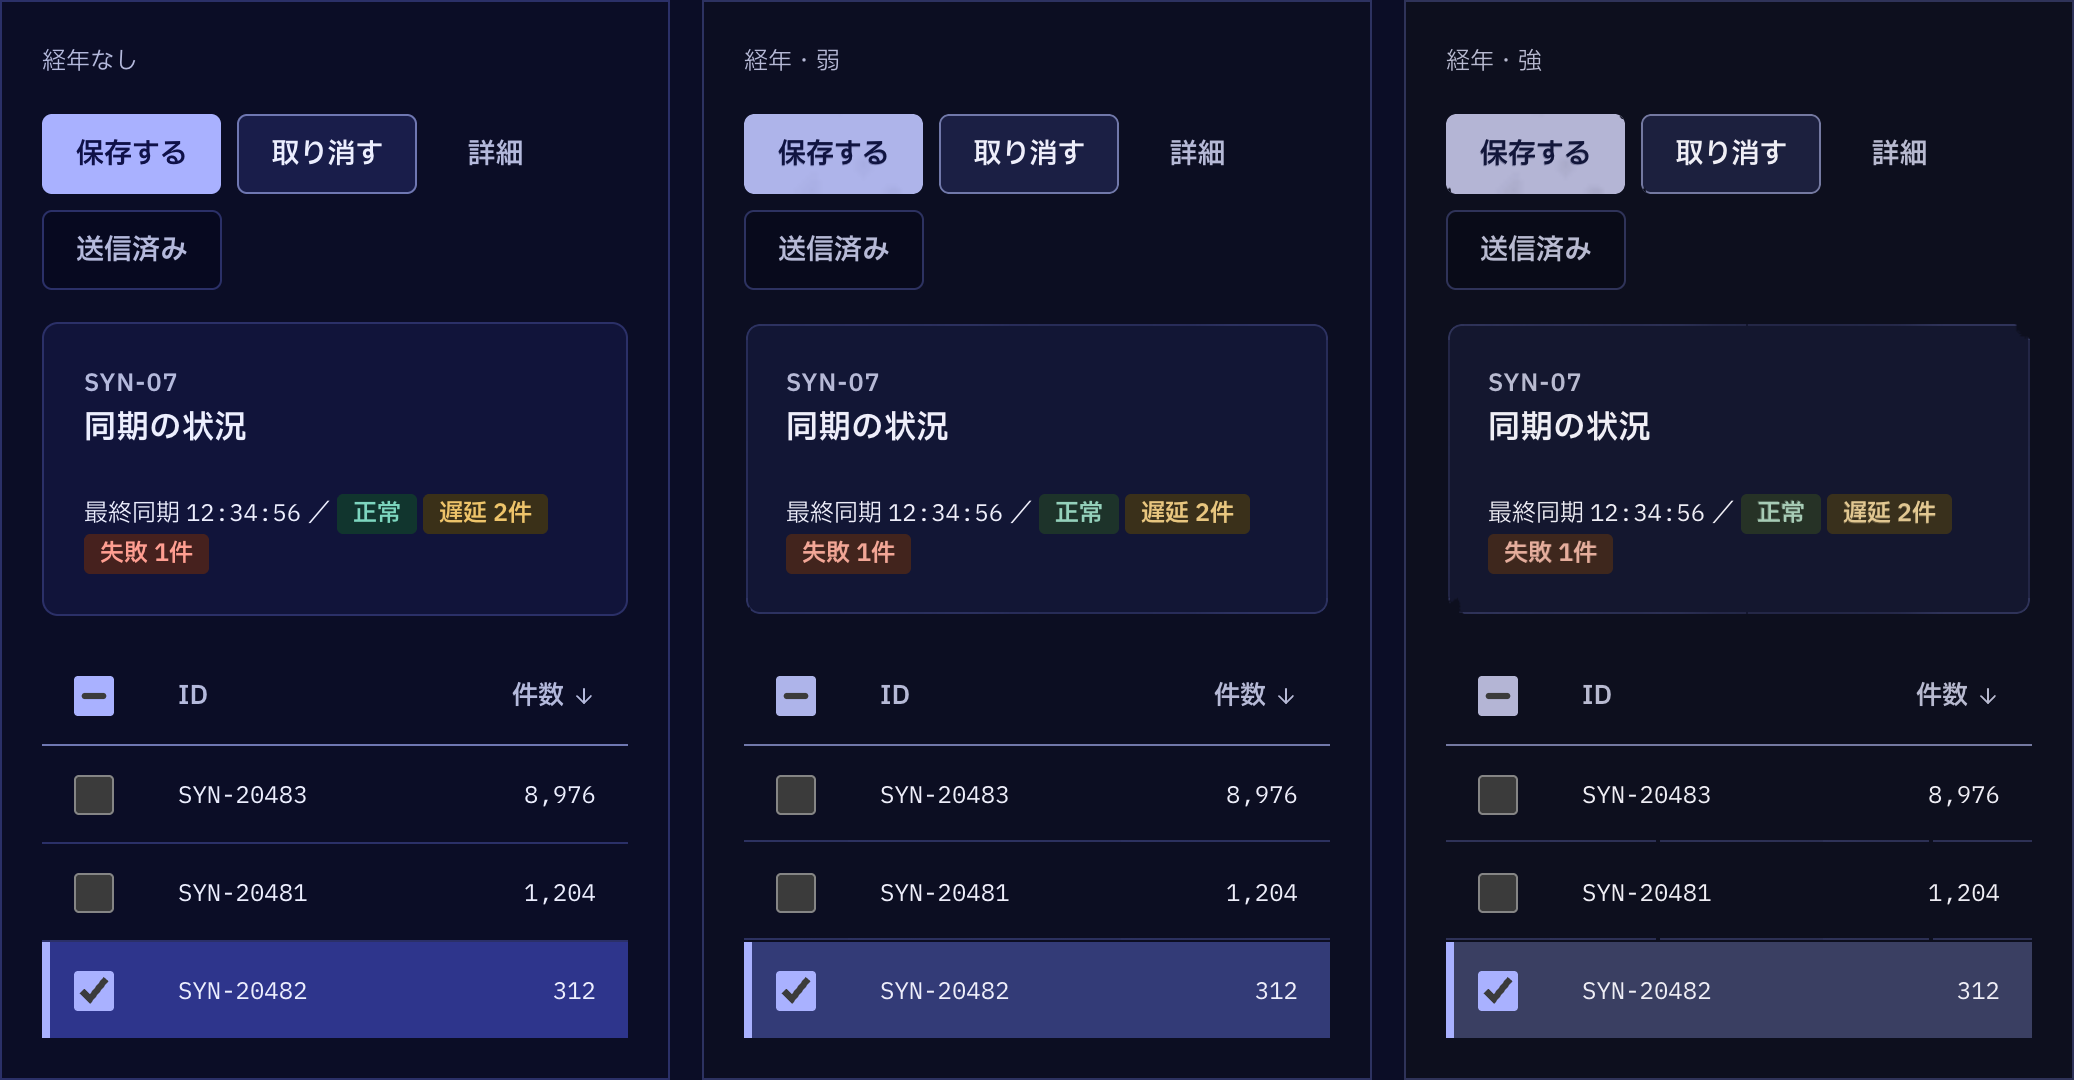 経年なし
保存する 取り消す 詳細
送信済み
SYN-07
同期の状況
最終同期 12:34:56 ／ 正常 遅延 2件
失敗 1件
ID 件数 ↓
SYN-20483 8,976
SYN-20481 1,204
SYN-20482 312
経年・弱
保存する 取り消す 詳細
送信済み
SYN-07
同期の状況
最終同期 12:34:56 ／ 正常 遅延 2件
失敗 1件
ID 件数 ↓
SYN-20483 8,976
SYN-20481 1,204
SYN-20482 312
経年・強
保存する 取り消す 詳細
送信済み
SYN-07
同期の状況
最終同期 12:34:56 ／ 正常 遅延 2件
失敗 1件
ID 件数 ↓
SYN-20483 8,976
SYN-20481 1,204
SYN-20482 312